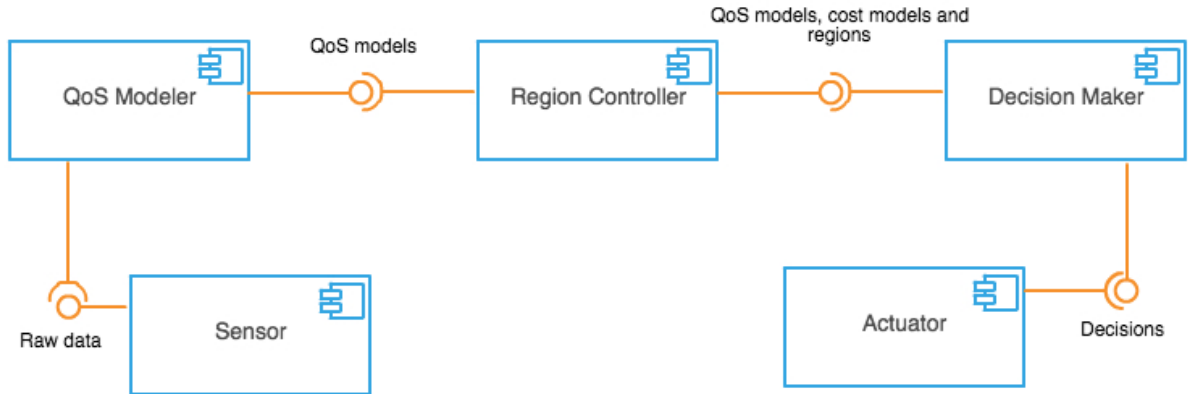 QoS models, cost models and
regions
QoS models
QoS Modeler
Region Controller
Decision Maker
Raw data
Sensor
Actuator
Decisions